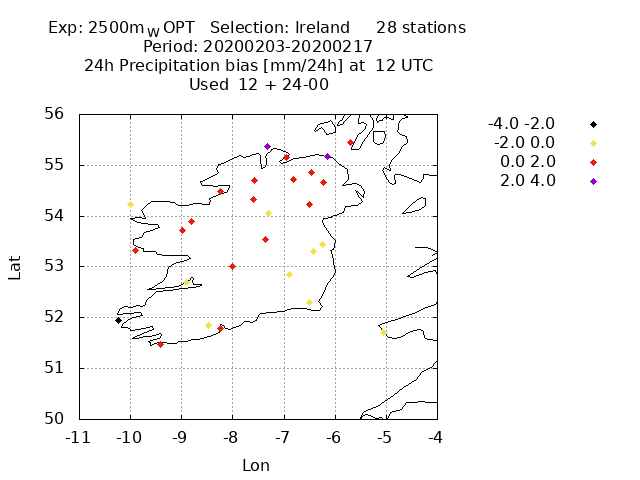 Exp: 2500m W OPT Selection: Ireland 28 stations
Period: 20200203-20200217
24h Precipitation bias [mm/24h] at 12 UTC
Used 12 + 24-00
-4.0 -2.0
-2.0 0.0
0.0 2.0
2.0 4.0
56
55
54
53
52
51
50
Lat
-11 -10 -9 -8 -7 -6 -5 -4
Lon